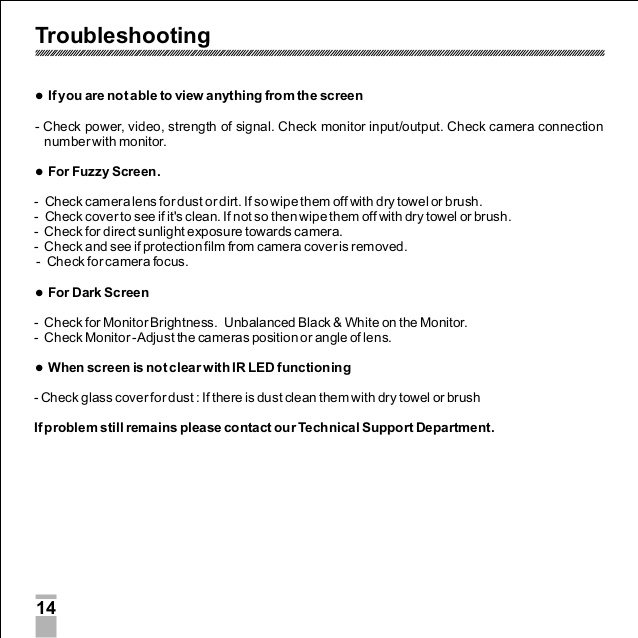 Troubleshooting
● If you are not able to view anything from the screen
- Check power, video, strength of signal. Check monitor input/output. Check camera connection
number with monitor.
● For Fuzzy Screen.
- Check camera lens for dust or dirt. If so wipe them off with dry towel or brush.
- Check cover to see if it's clean. If not so then wipe them off with dry towel or brush.
- Check for direct sunlight exposure towards camera.
- Check and see if protection film from camera cover is removed.
- Check for camera focus.
● For Dark Screen
- Check for Monitor Brightness. Unbalanced Black & White on the Monitor.
- Check Monitor -Adjust the cameras position or angle of lens.
● When screen is not clear with IR LED functioning
- Check glass cover for dust : If there is dust clean them with dry towel or brush
If problem still remains please contact our Technical Support Department.
14